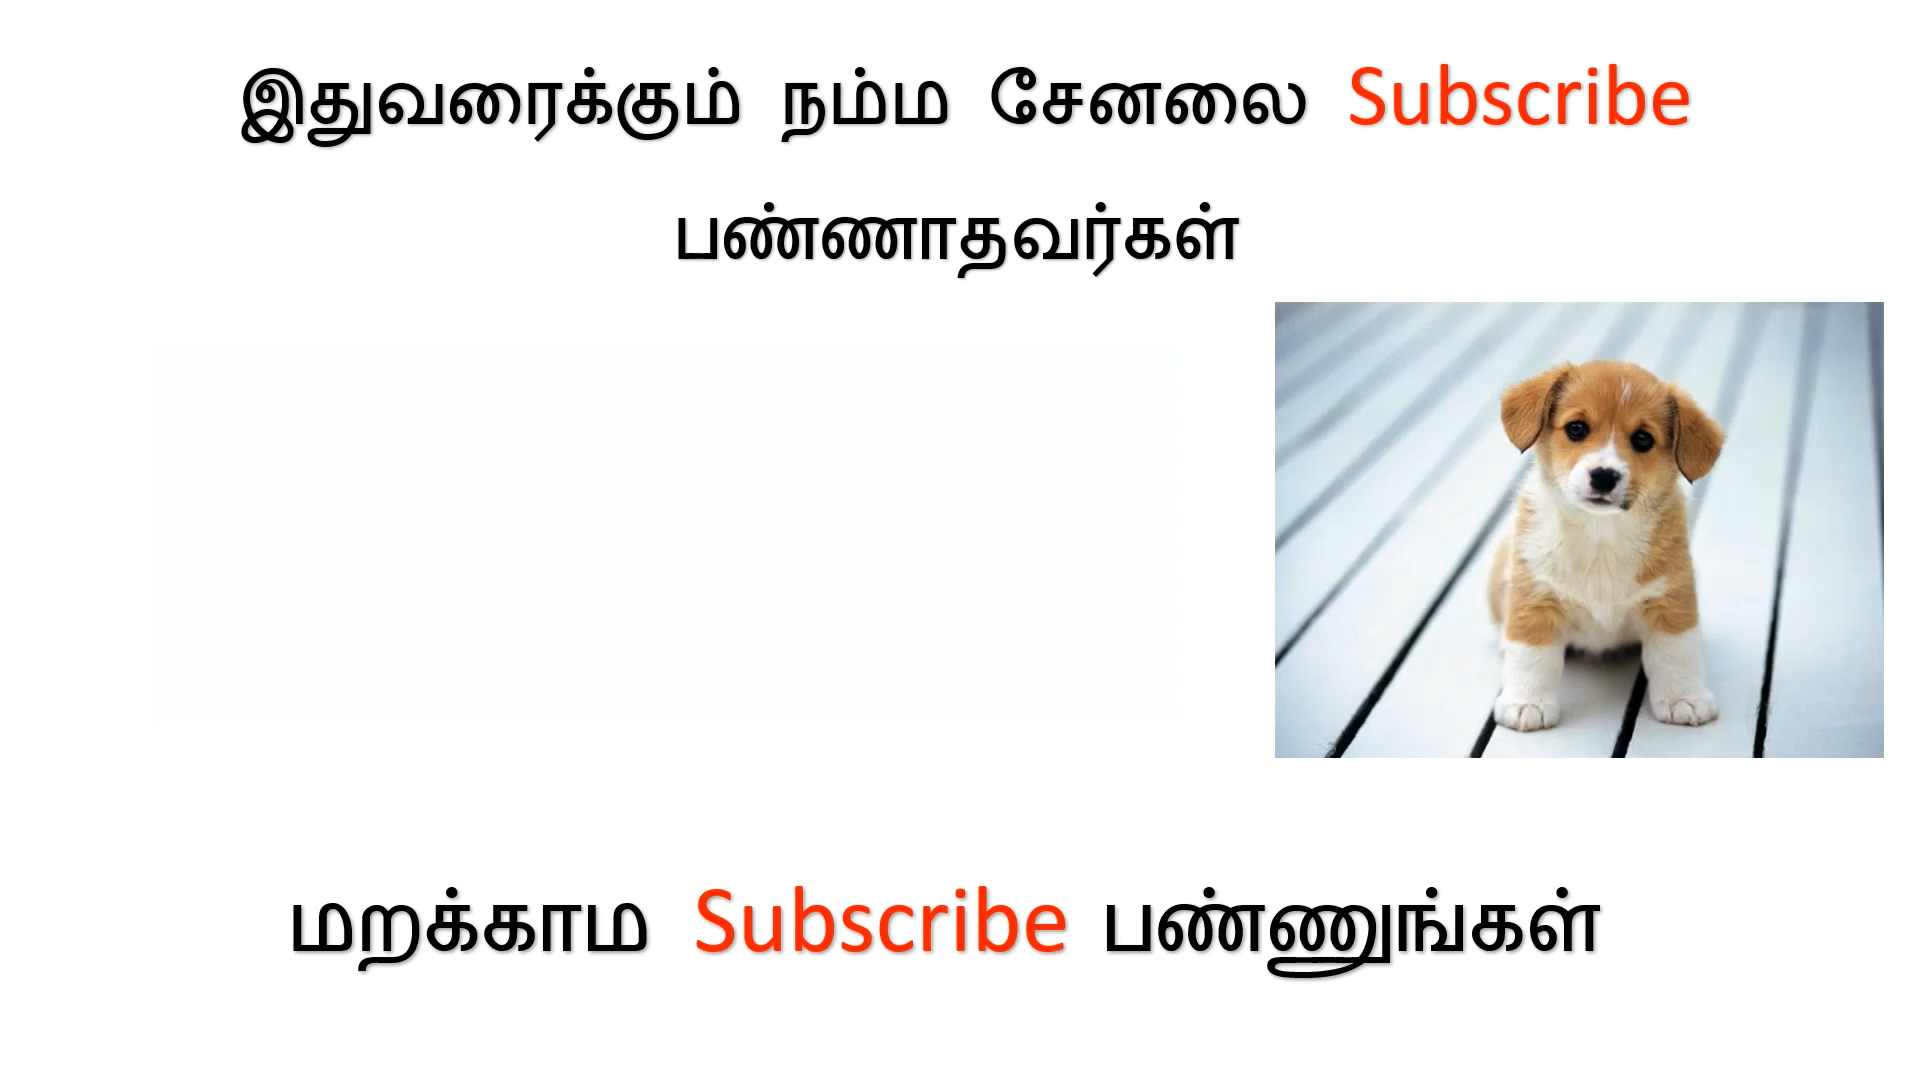 இதுவரைக்கும் நம்ம சேனலை Subscribe
பண்ணாதவர்கள்
மறக்காம Subscribe பண்ணுங்கள்